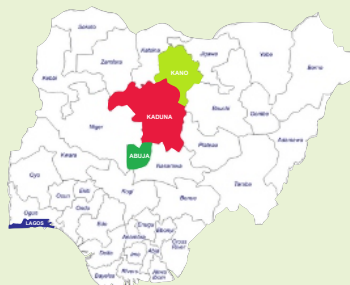 Sokoto
Katsina
Jigawa
Yobe
Borno
Zamfara
KANO
Kebbi
KADUNA
Bauchi
Gombe
Adamawa
Niger
Plateau
ABUJA
Kwara
Nasarawa
Taraba
Oyo
Kogi
Benue
Ekiti
Osun
Ondo
Ogun
LAGOS
Edo
Enugu
Ebonyi
Anambra
Cross
River
Delta
Imo
Abia
Rivers
Akwa
Ibom
Bayelsa